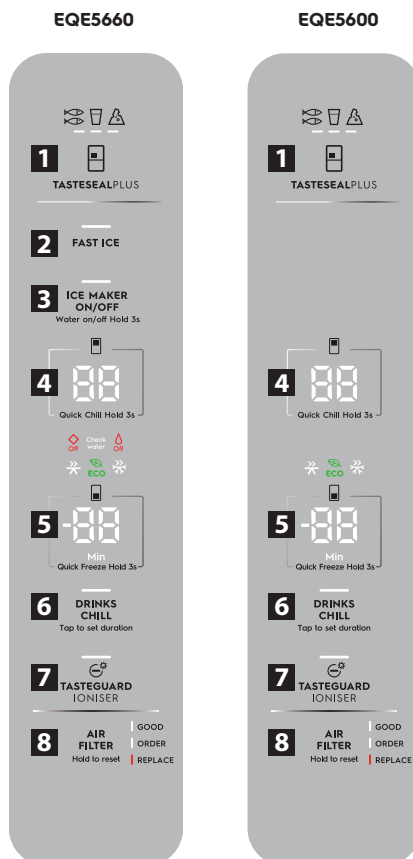 EQE5660
1
TASTESEALPLUS
2
FAST ICE
3
ICE MAKER
ON/OFF
Water on/off Hold 3s
4
88
Quick Chill Hold 3s
Off
Check
water
Off
ECO
5
-88
Min
Quick Freeze Hold 3s
6
DRINKS
CHILL
Tap to set duration
7
TASTEGUARD
IONISER
8
AIR
FILTER
Hold to reset
GOOD
ORDER
REPLACE
EQE5600
1
TASTESEALPLUS
4
88
Quick Chill Hold 3s
ECO
5
-88
Min
Quick Freeze Hold 3s
6
DRINKS
CHILL
Tap to set duration
7
TASTEGUARD
IONISER
8
AIR
FILTER
Hold to reset
GOOD
ORDER
REPLACE